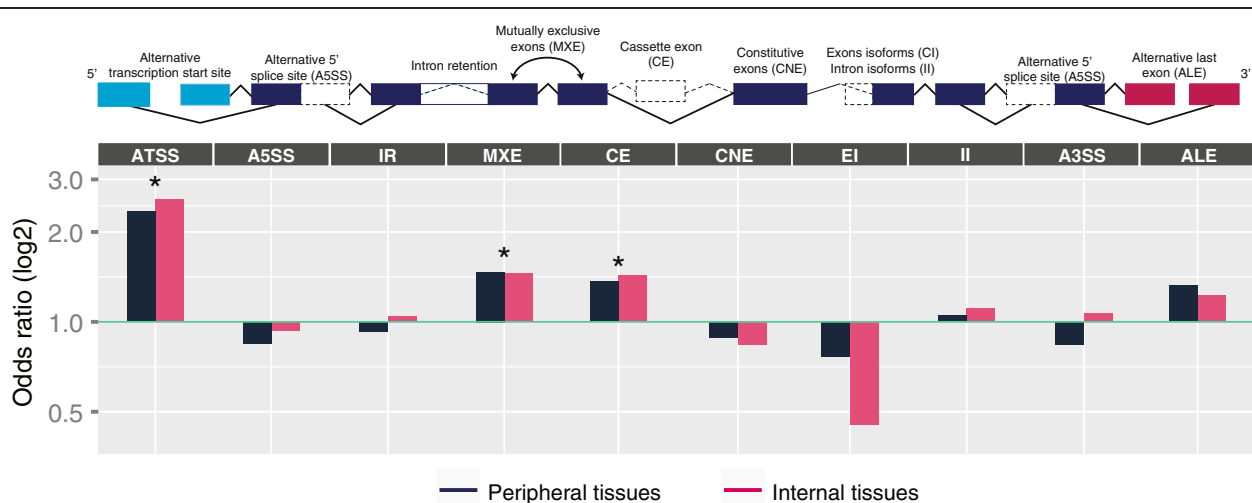 Mutually exclusive
exons (MXE)
Alternative
transcription start site
Alternative 5'
splice site (A5SS)
Intron retention
Cassette exon
(CE)
Constitutive
exons (CNE)
Exons isoforms (CI)
Intron isoforms (II)
Alternative 5'
splice site (A5SS)
Alternative last
exon (ALE)
5'
3'
ATSS A5SS IR MXE CE CNE EI II A3SS ALE
Odds ratio (log2)
3.0
2.0
1.0
0.5
*
*
*
Peripheral tissues
Internal tissues